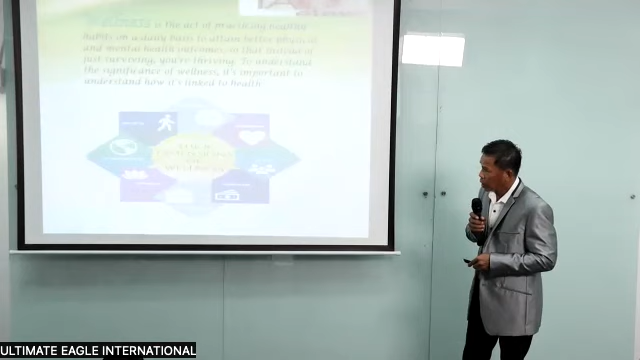 WELLNESS is the act of practicing healthy
habits on a daily basis to attain better physical
and mental health outcomes, so that instead of
just surviving, you're thriving. To understand
the significance of wellness, it's important to
understand how it's linked to health.
ULTIMATE EAGLE INTERNATIONAL